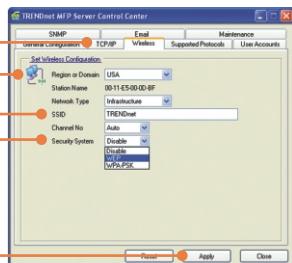 TRENDnet MFP Server Control Center
SNMP Email Maintenance
General Configuration TCP/IP Wireless Supported Protocols User Accounts
Set Wireless Configuration
Region or Domain USA
Station Name 00-11-E5-00-0D-8F
Network Type Infrastructure
SSID TRENDnet
Channel No Auto
Security System Disable
Disable
WEP
WPA-PSK
Reset Apply Close